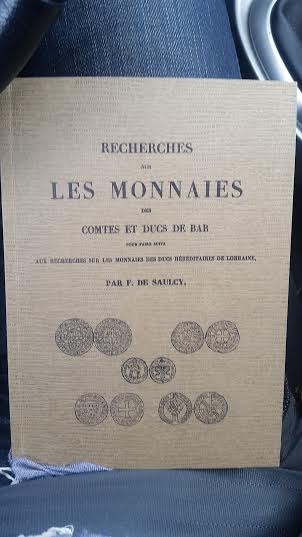 RECHERCHES
SUR
LES MONNAIES
DES
COMTES ET DUCS DE BAR
POUR FAIRE SUITE
AUX RECHERCHES SUR LES MONNAIES DES DUCS HÉRÉDITAIRES DE LORRAINE,
PAR F. DE SAULCY,